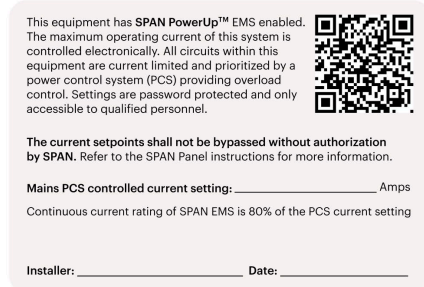 This equipment has SPAN PowerUp™ EMS enabled.
The maximum operating current of this system is
controlled electronically. All circuits within this
equipment are current limited and prioritized by a
power control system (PCS) providing overload
control. Settings are password protected and only
accessible to qualified personnel.
The current setpoints shall not be bypassed without authorization
by SPAN. Refer to the SPAN Panel instructions for more information.
Mains PCS controlled current setting: ____________________ Amps
Continuous current rating of SPAN EMS is 80% of the PCS current setting
Installer: ____________________ Date: ____________________